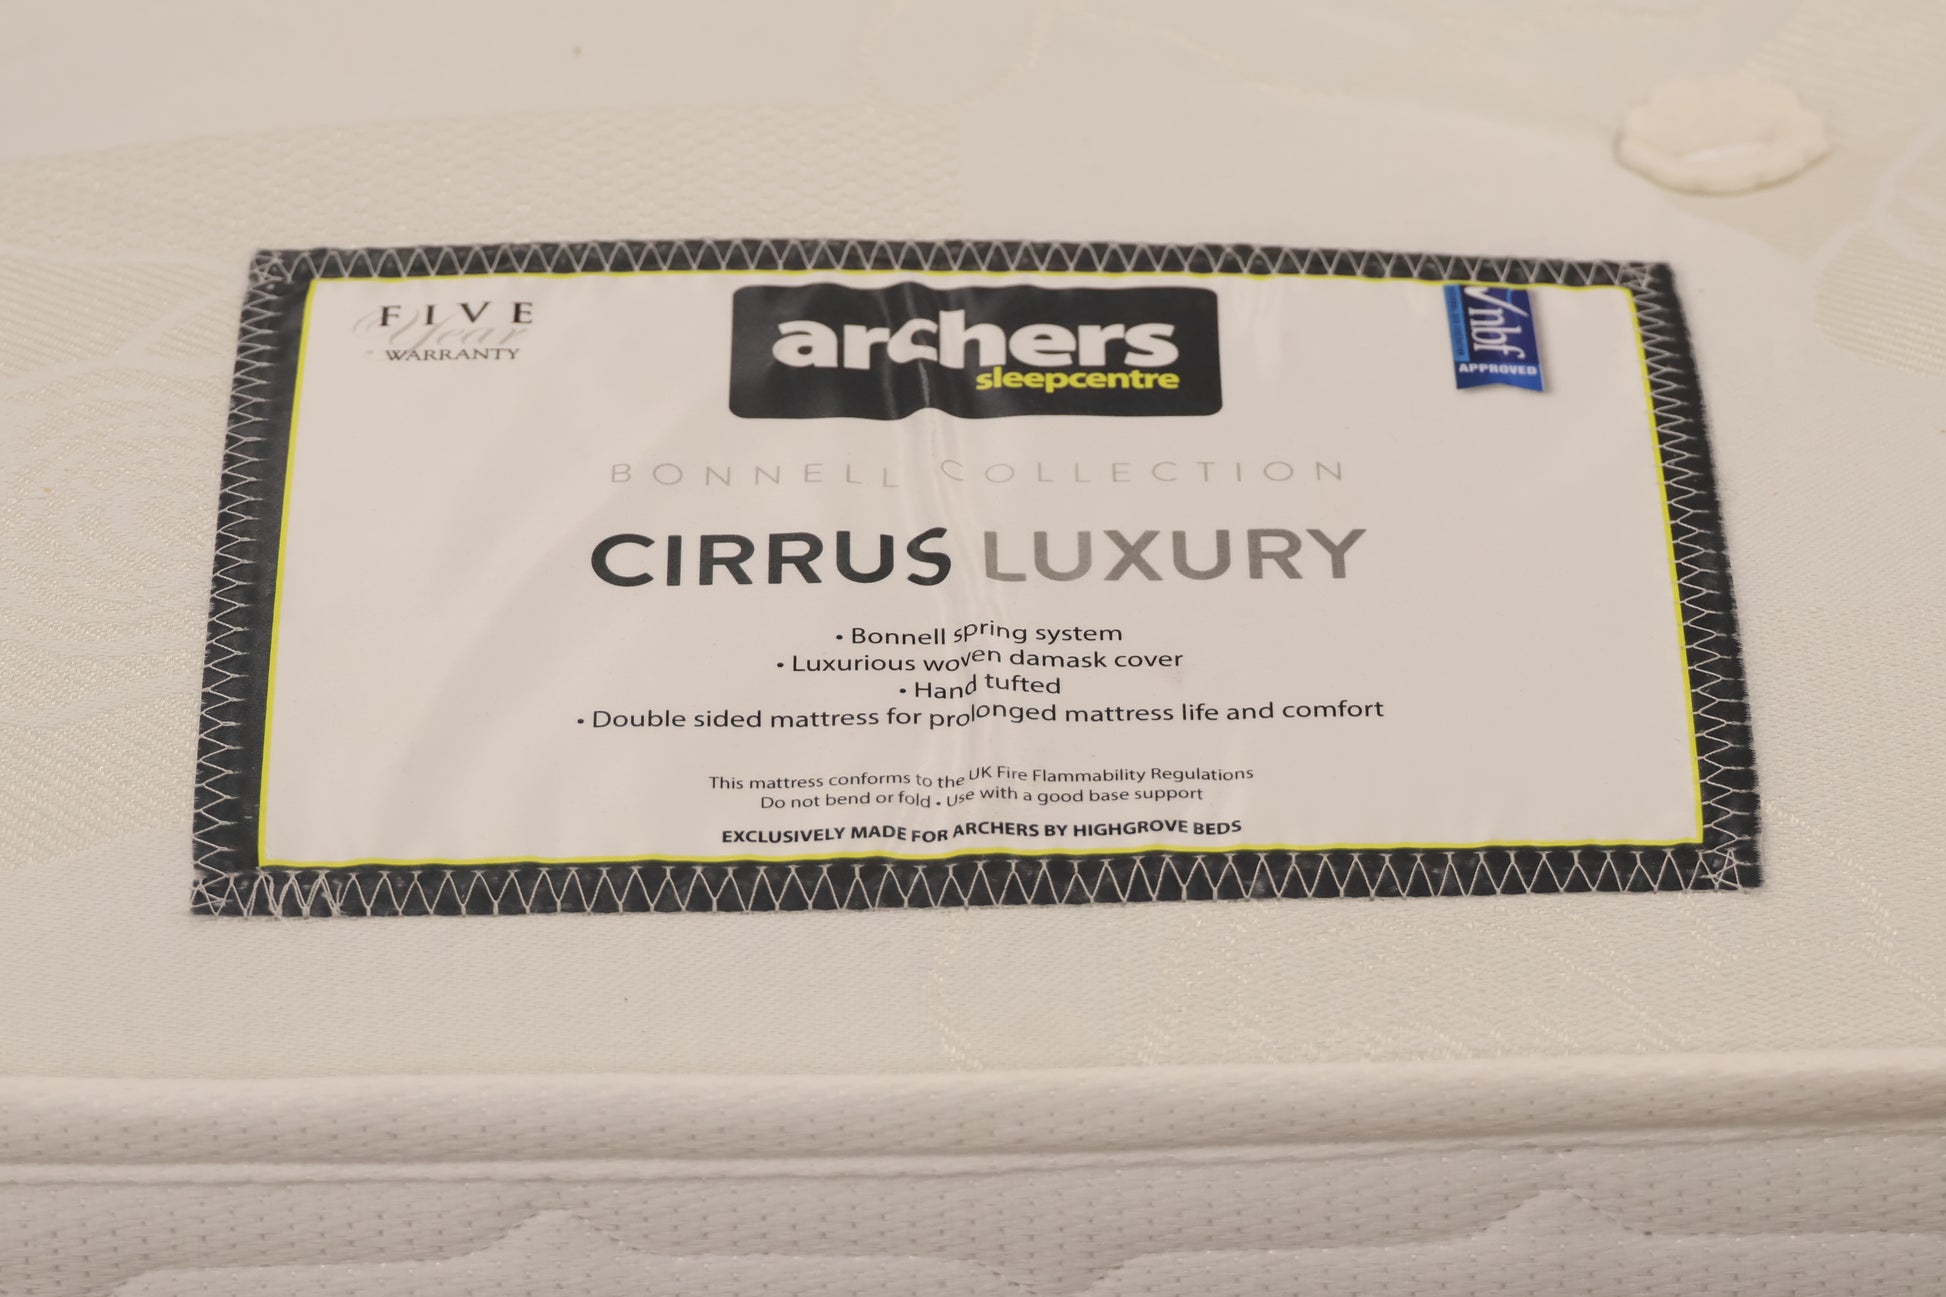 FIVE
Year
WARRANTY
archers
sleepcentre
nbf
APPROVED
BONNELL COLLECTION
CIRRUS LUXURY
• Bonnell spring system
• Luxurious woven damask cover
• Hand tufted
• Double sided mattress for prolonged mattress life and comfort
This mattress conforms to the UK Fire Flammability Regulations
Do not bend or fold • Use with a good base support
EXCLUSIVELY MADE FOR ARCHERS BY HIGHGROVE BEDS